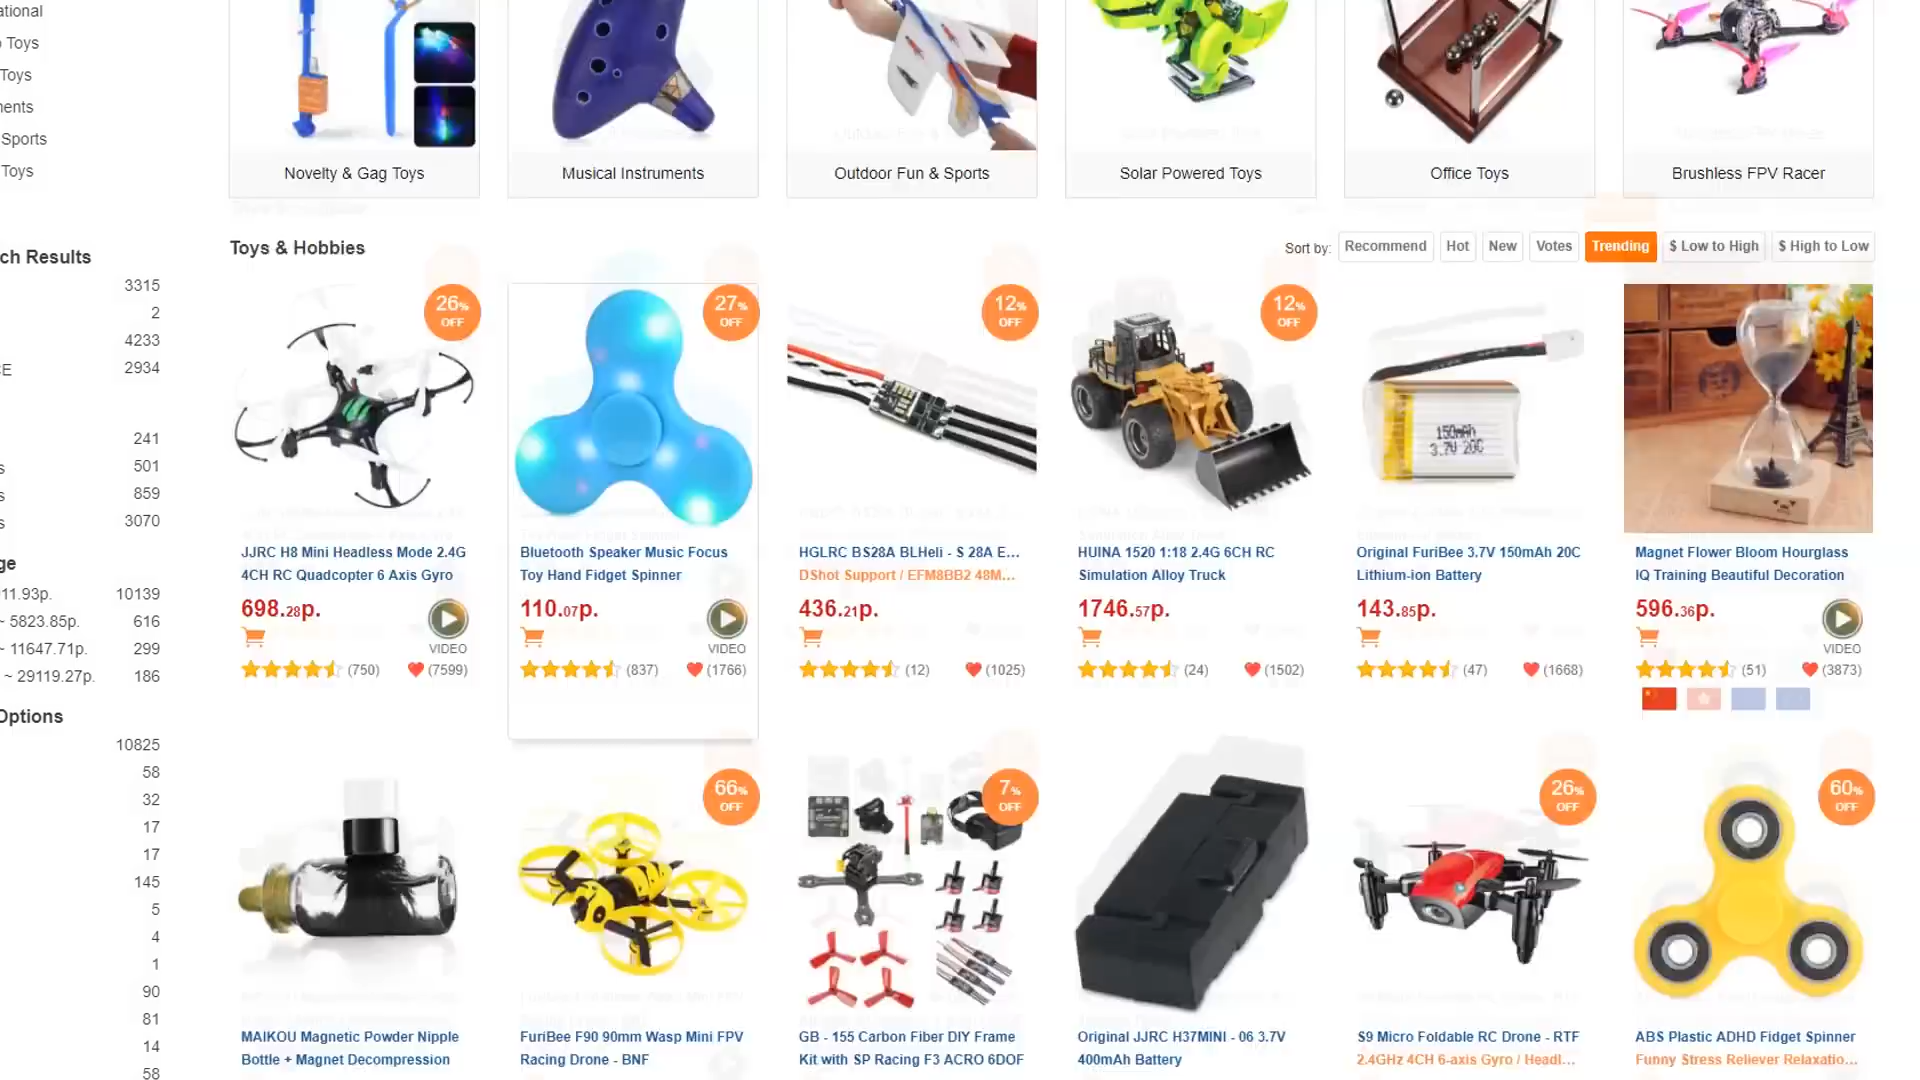 ational
Toys
Toys
nents
Sports
Toys
Novelty & Gag Toys
Musical Instruments
Outdoor Fun & Sports
Solar Powered Toys
Office Toys
Brushless FPV Racer
ch Results
3315
2
4233
2934
241
501
859
3070
ge
11.93p. 10139
~ 5823.85p. 616
~ 11647.71p. 299
~ 29119.27p. 186
Options
10825
58
32
17
17
145
5
4
1
90
81
14
58
Toys & Hobbies
Sort by: Recommend Hot New Votes Trending $ Low to High $ High to Low
26% OFF
JJRC H8 Mini Headless Mode 2.4G
4CH RC Quadcopter 6 Axis Gyro
698.28p.
VIDEO
(750) (7599)
27% OFF
Bluetooth Speaker Music Focus
Toy Hand Fidget Spinner
110.07p.
VIDEO
(837) (1766)
12% OFF
HGLRC BS28A BLHeli - S 28A E...
DShot Support / EFM8BB2 48M...
436.21p.
(12) (1025)
12% OFF
HUINA 1520 1:18 2.4G 6CH RC
Simulation Alloy Truck
1746.57p.
(24) (1502)
150mAh
3.7V 20C
Original FuriBee 3.7V 150mAh 20C
Lithium-ion Battery
143.85p.
(47) (1668)
Magnet Flower Bloom Hourglass
IQ Training Beautiful Decoration
596.36p.
VIDEO
(51) (3873)
MAIKOU Magnetic Powder Nipple
Bottle + Magnet Decompression
66% OFF
FuriBee F90 90mm Wasp Mini FPV
Racing Drone - BNF
7% OFF
GB - 155 Carbon Fiber DIY Frame
Kit with SP Racing F3 ACRO 6DOF
Original JJRC H37MINI - 06 3.7V
400mAh Battery
26% OFF
S9 Micro Foldable RC Drone - RTF
2.4GHz 4CH 6-axis Gyro / Headl...
60% OFF
ABS Plastic ADHD Fidget Spinner
Funny Stress Reliever Relaxatio...